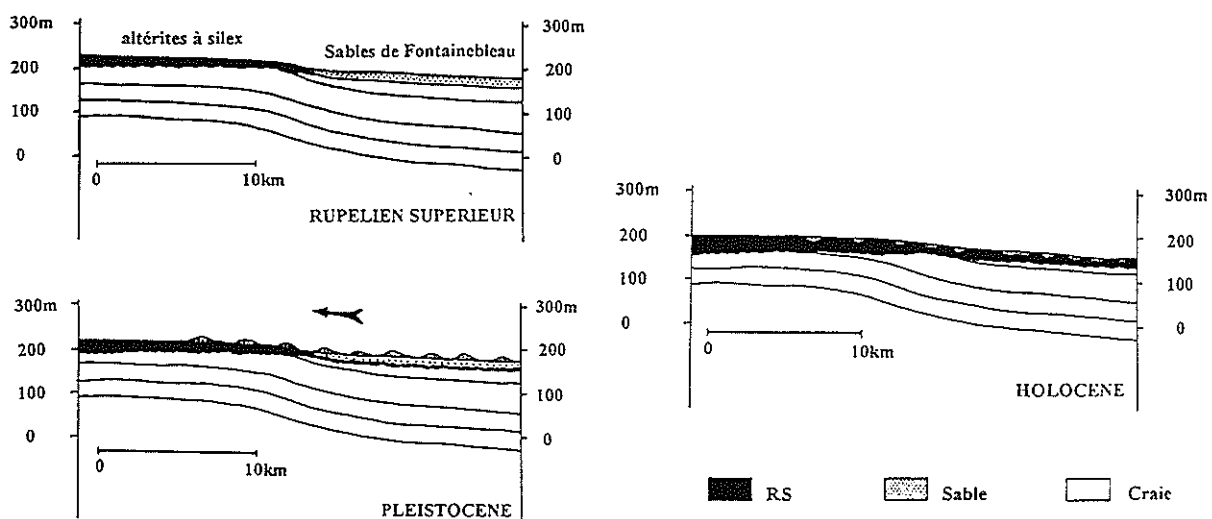 300m
300m
altérites à silex
Sables de Fontainebleau
200
200
100
100
0
0
0
10km
RUPELIEN SUPERIEUR
300m
300m
200
200
100
100
0
0
0
10km
PLEISTOCENE
300m
300m
200
200
100
100
0
0
0
10km
HOLOCENE
RS
Sable
Craie